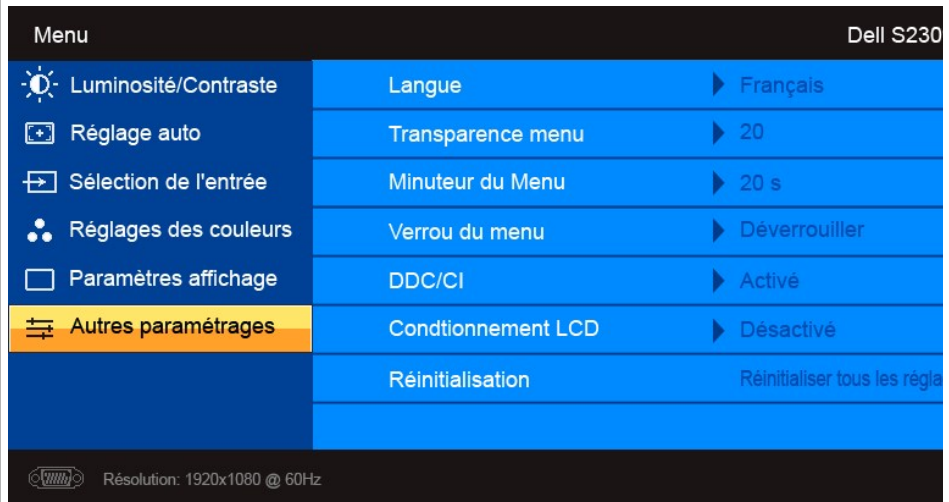 Menu
Dell S230
Luminosité/Contraste
Réglage auto
Sélection de l'entrée
Réglages des couleurs
Paramètres affichage
Autres paramétrages
Langue Français
Transparence menu 20
Minuteur du Menu 20 s
Verrou du menu Déverrouiller
DDC/CI Activé
Condtionnement LCD Désactivé
Réinitialisation Réinitialiser tous les régla
Résolution: 1920x1080 @ 60Hz